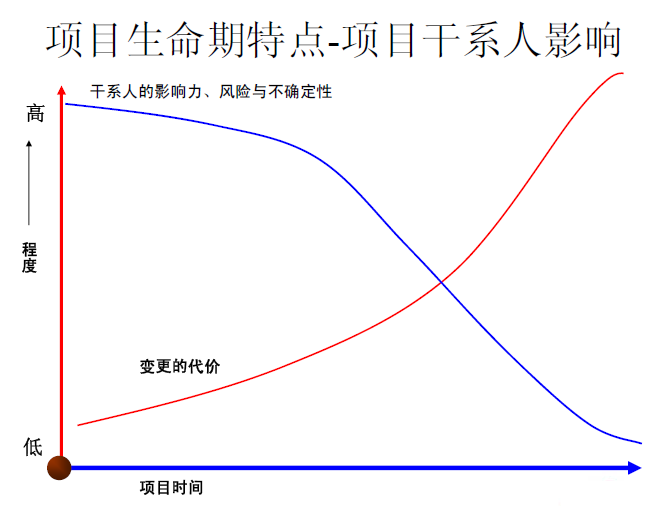 项目生命期特点-项目干系人影响
干系人的影响力、风险与不确定性
高
程度
变更的代价
低
项目时间